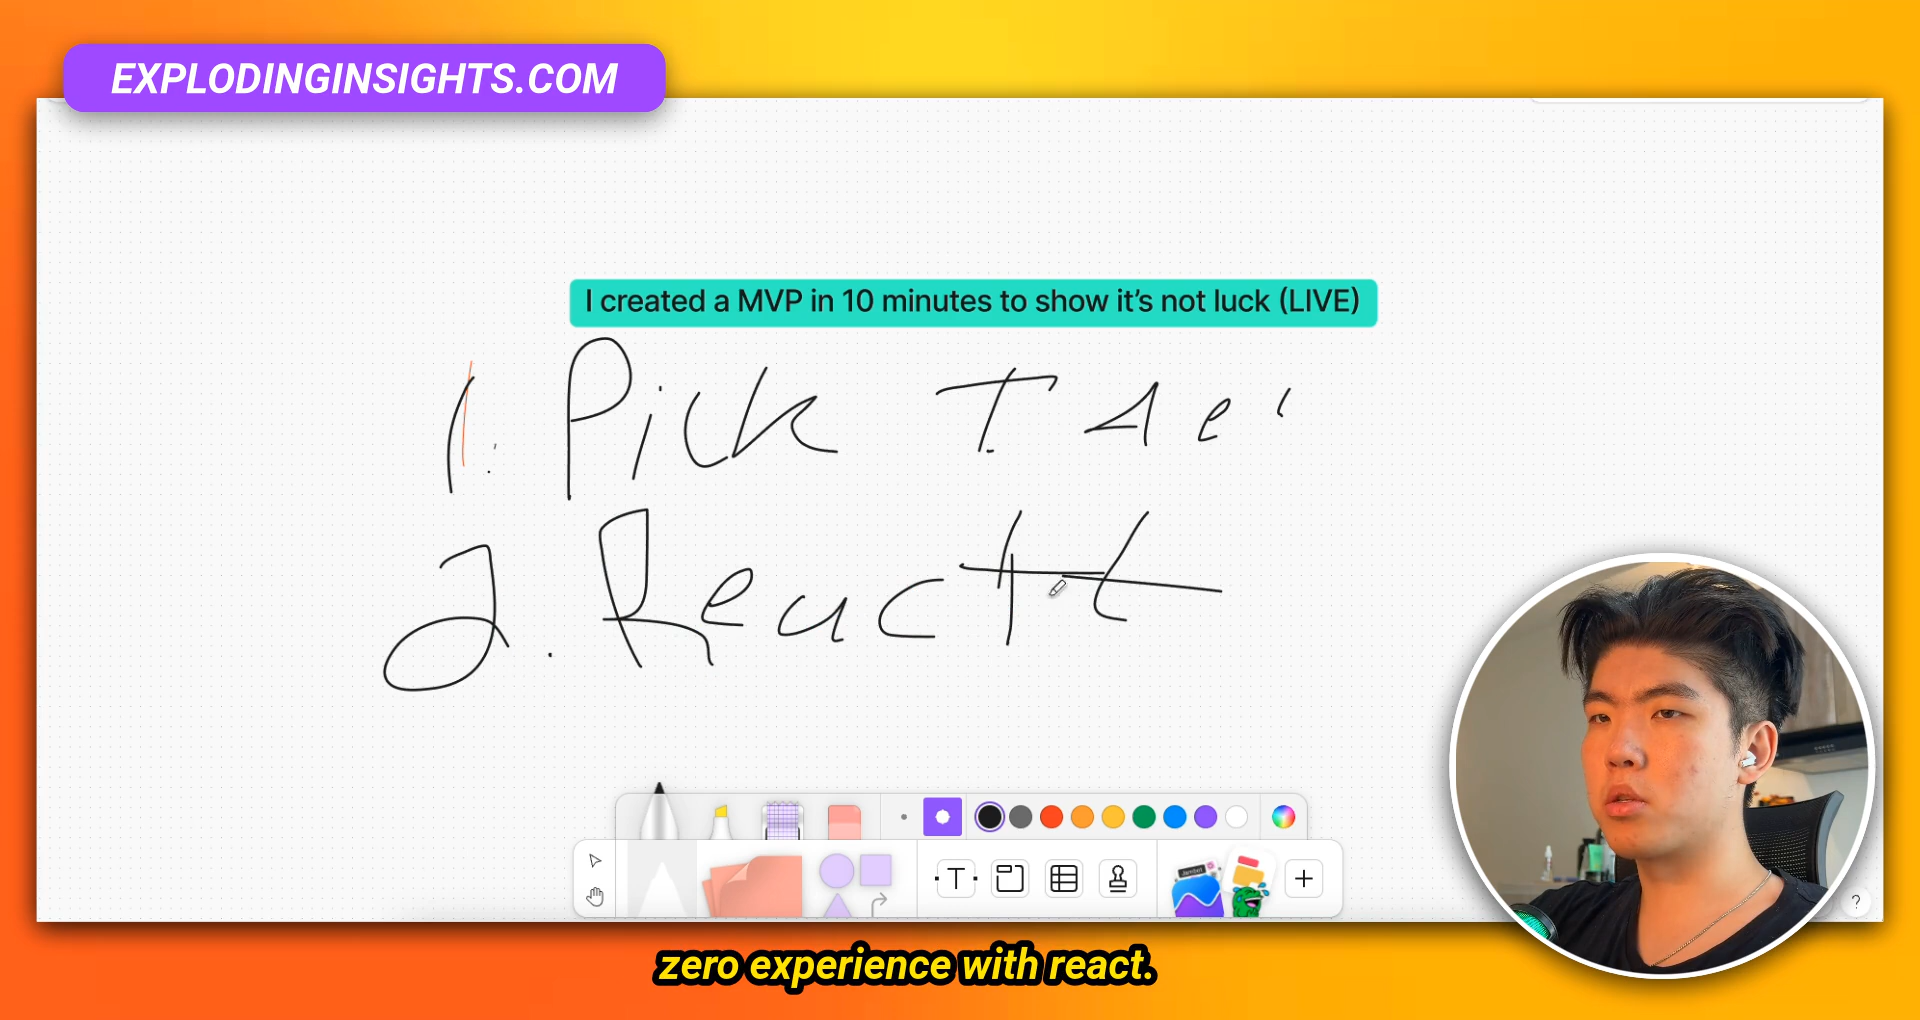 EXPLODINGINSIGHTS.COM
I created a MVP in 10 minutes to show it's not luck (LIVE)
1. Pick Ide
2. React
zero experience with react.